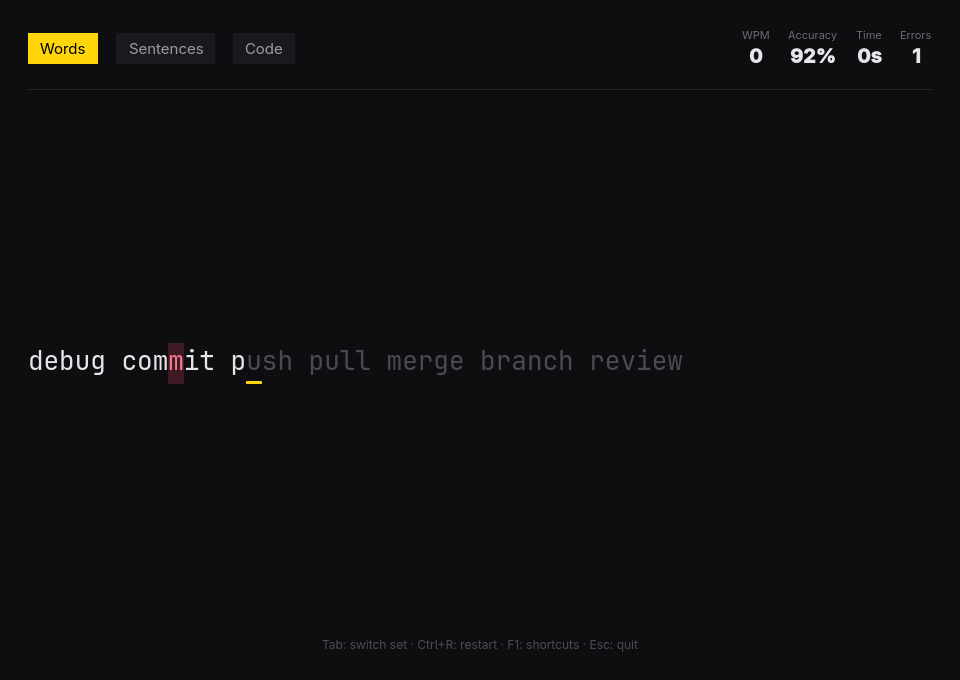 Words Sentences Code
WPM Accuracy Time Errors
0 92% 0s 1
debug commit push pull merge branch review
Tab: switch set · Ctrl+R: restart · F1: shortcuts · Esc: quit